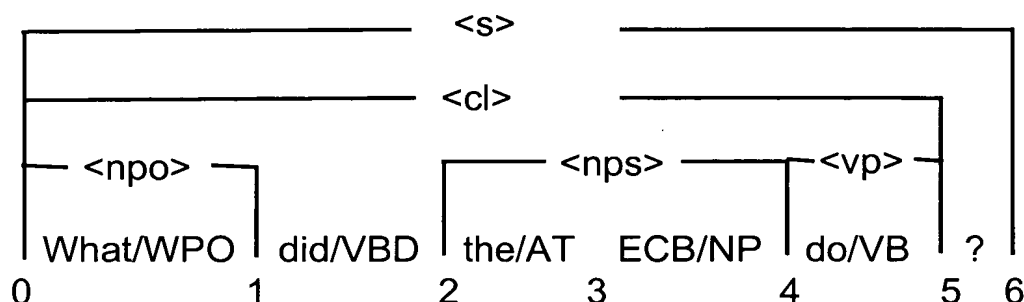 <s>
<cl>
<npo> <nps> <vp>
What/WPO did/VBD the/AT ECB/NP do/VB ?
0 1 2 3 4 5 6